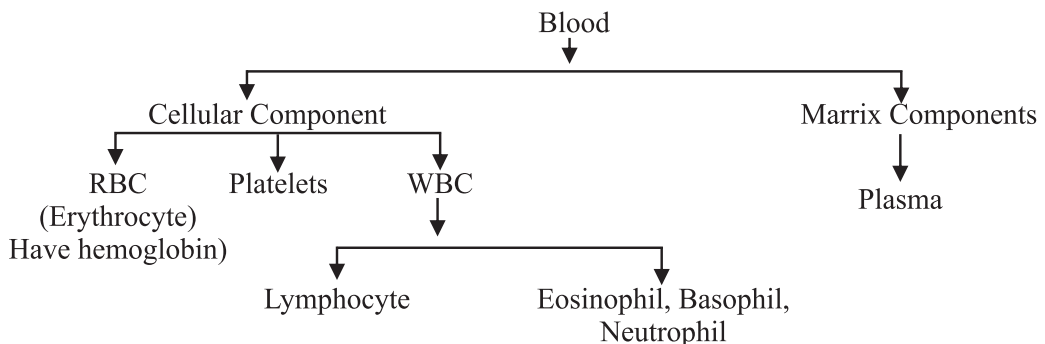 Blood
Cellular Component
Marrix Components
RBC
(Erythrocyte)
Have hemoglobin)
Platelets
WBC
Plasma
Lymphocyte
Eosinophil, Basophil,
Neutrophil